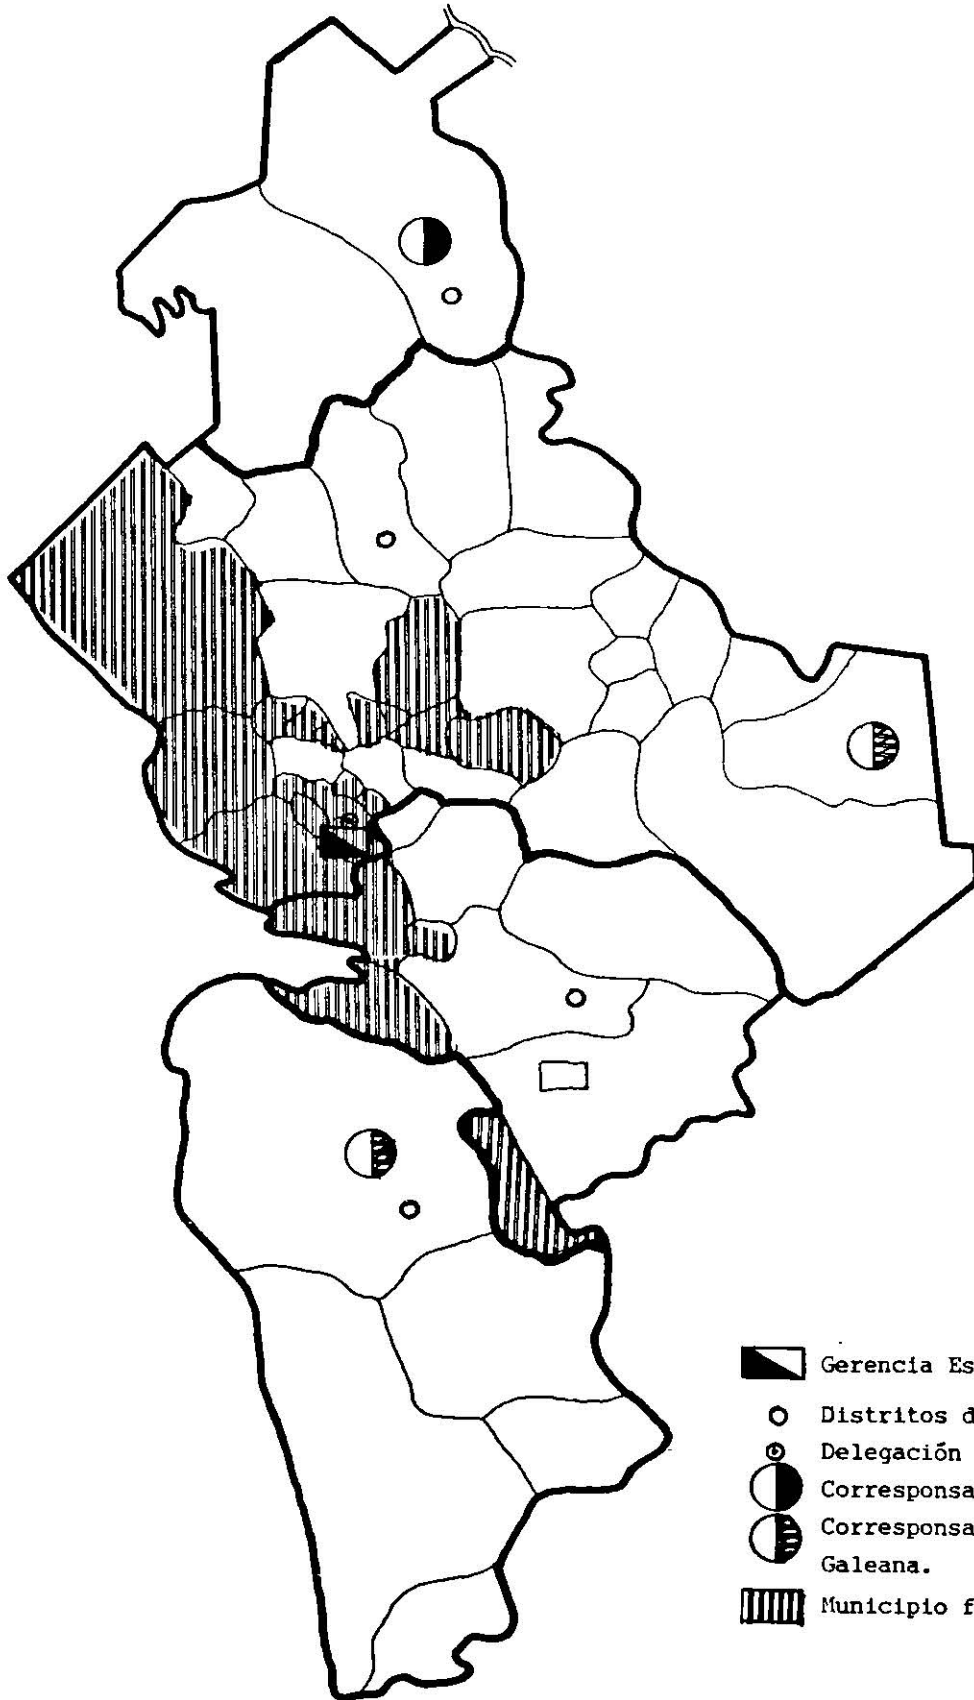 Gerencia Es
Distritos d
Delegación
Corresponsa
Corresponsa
Galeana.
Municipio f